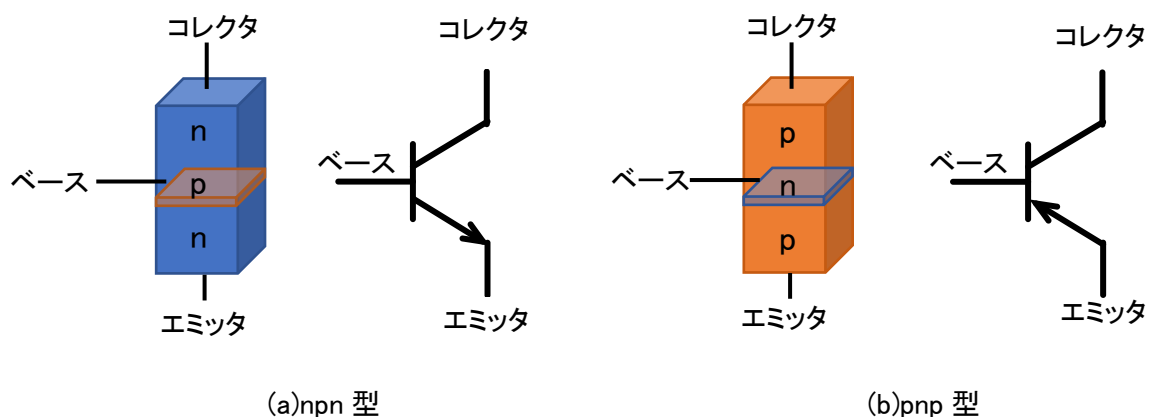 コレクタ
コレクタ
n
ベース
p
ベース
n
エミッタ
エミッタ
(a)npn 型
コレクタ
コレクタ
p
ベース
n
ベース
p
エミッタ
エミッタ
(b)pnp 型